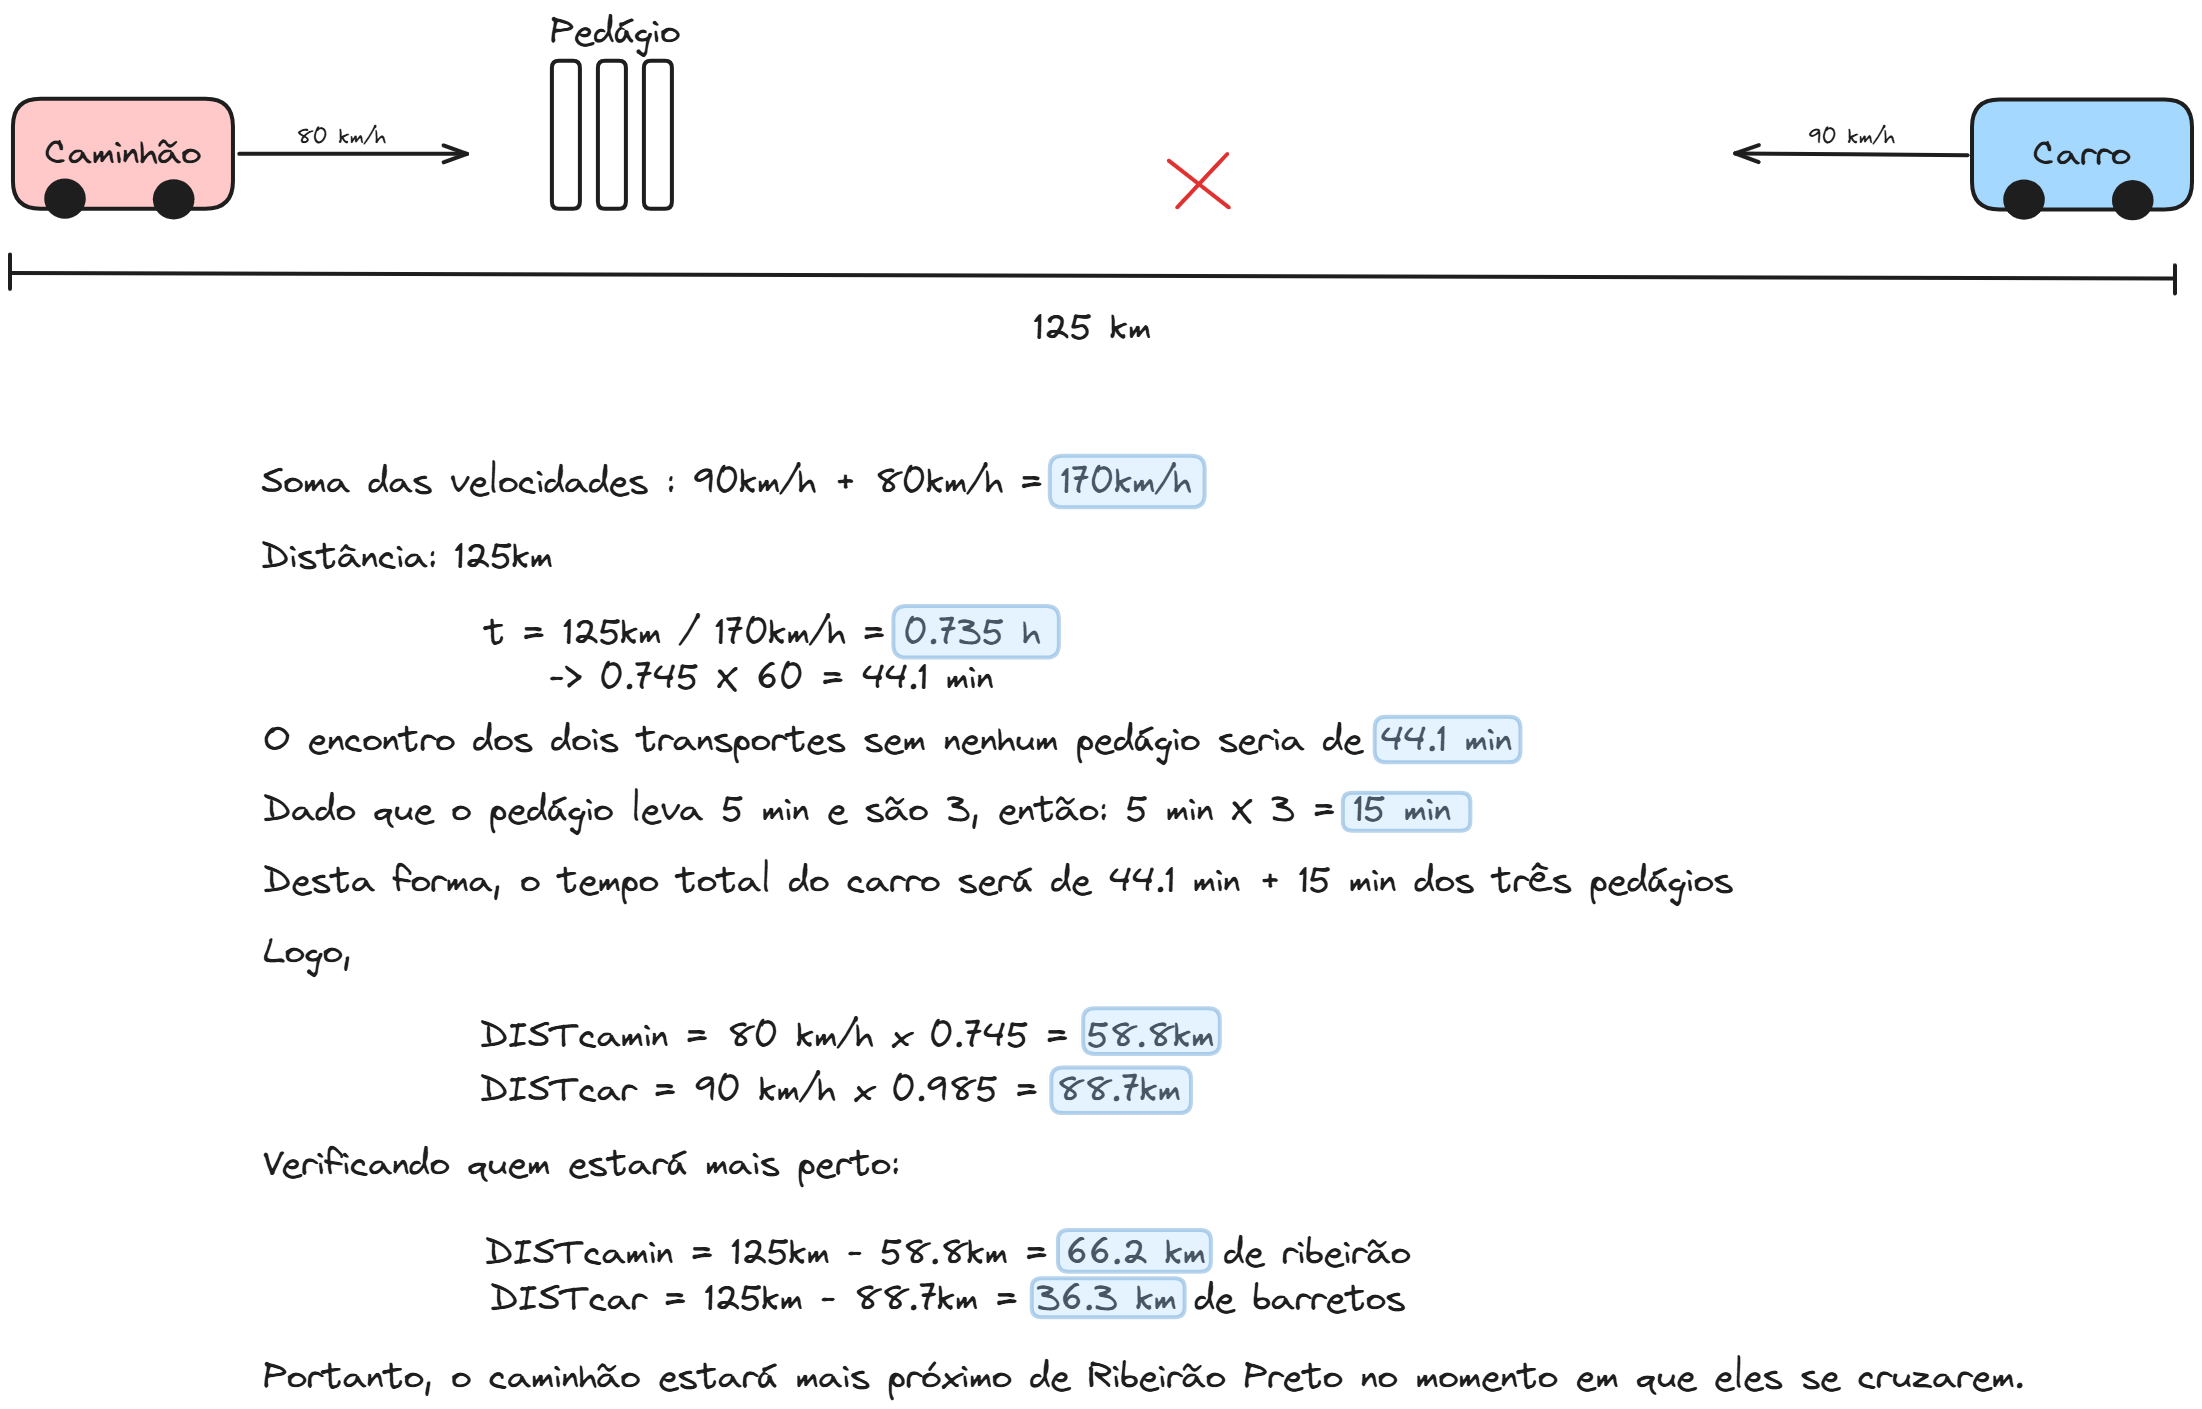 Pedágio
Caminhão
80 km/h
90 km/h
Carro
125 km
Soma das velocidades : 90km/h + 80km/h = 170km/h
Distância: 125km
t = 125km / 170km/h = 0.735 h
-> 0.745 X 60 = 44.1 min
O encontro dos dois transportes sem nenhum pedágio seria de 44.1 min
Dado que o pedágio leva 5 min e são 3, então: 5 min X 3 = 15 min
Desta forma, o tempo total do carro será de 44.1 min + 15 min dos três pedágios
Logo,
DISTcamin = 80 km/h x 0.745 = 58.8km
DISTcar = 90 km/h x 0.985 = 88.7km
Verificando quem estará mais perto:
DISTcamin = 125km - 58.8km = 66.2 km de ribeirão
DISTcar = 125km - 88.7km = 36.3 km de barretos
Portanto, o caminhão estará mais próximo de Ribeirão Preto no momento em que eles se cruzarem.